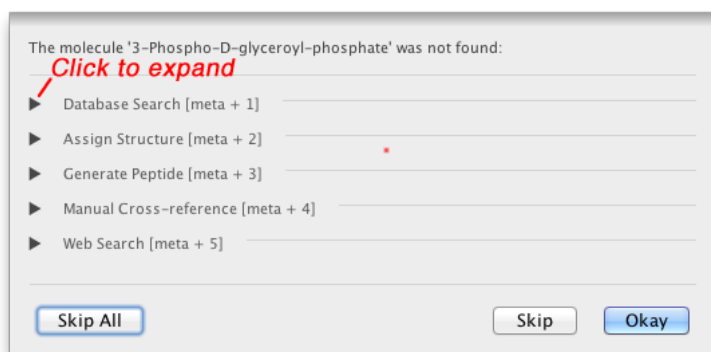 The molecule '3-Phospho-D-glyceroyl-phosphate' was not found:
Click to expand
Database Search [meta + 1]
Assign Structure [meta + 2]
Generate Peptide [meta + 3]
Manual Cross-reference [meta + 4]
Web Search [meta + 5]
Skip All Skip Okay